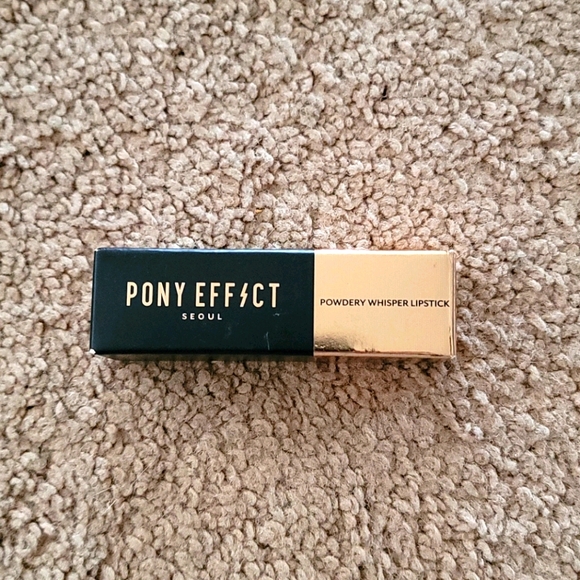 PONY EFFECT
SEOUL
POWDERY WHISPER LIPSTICK